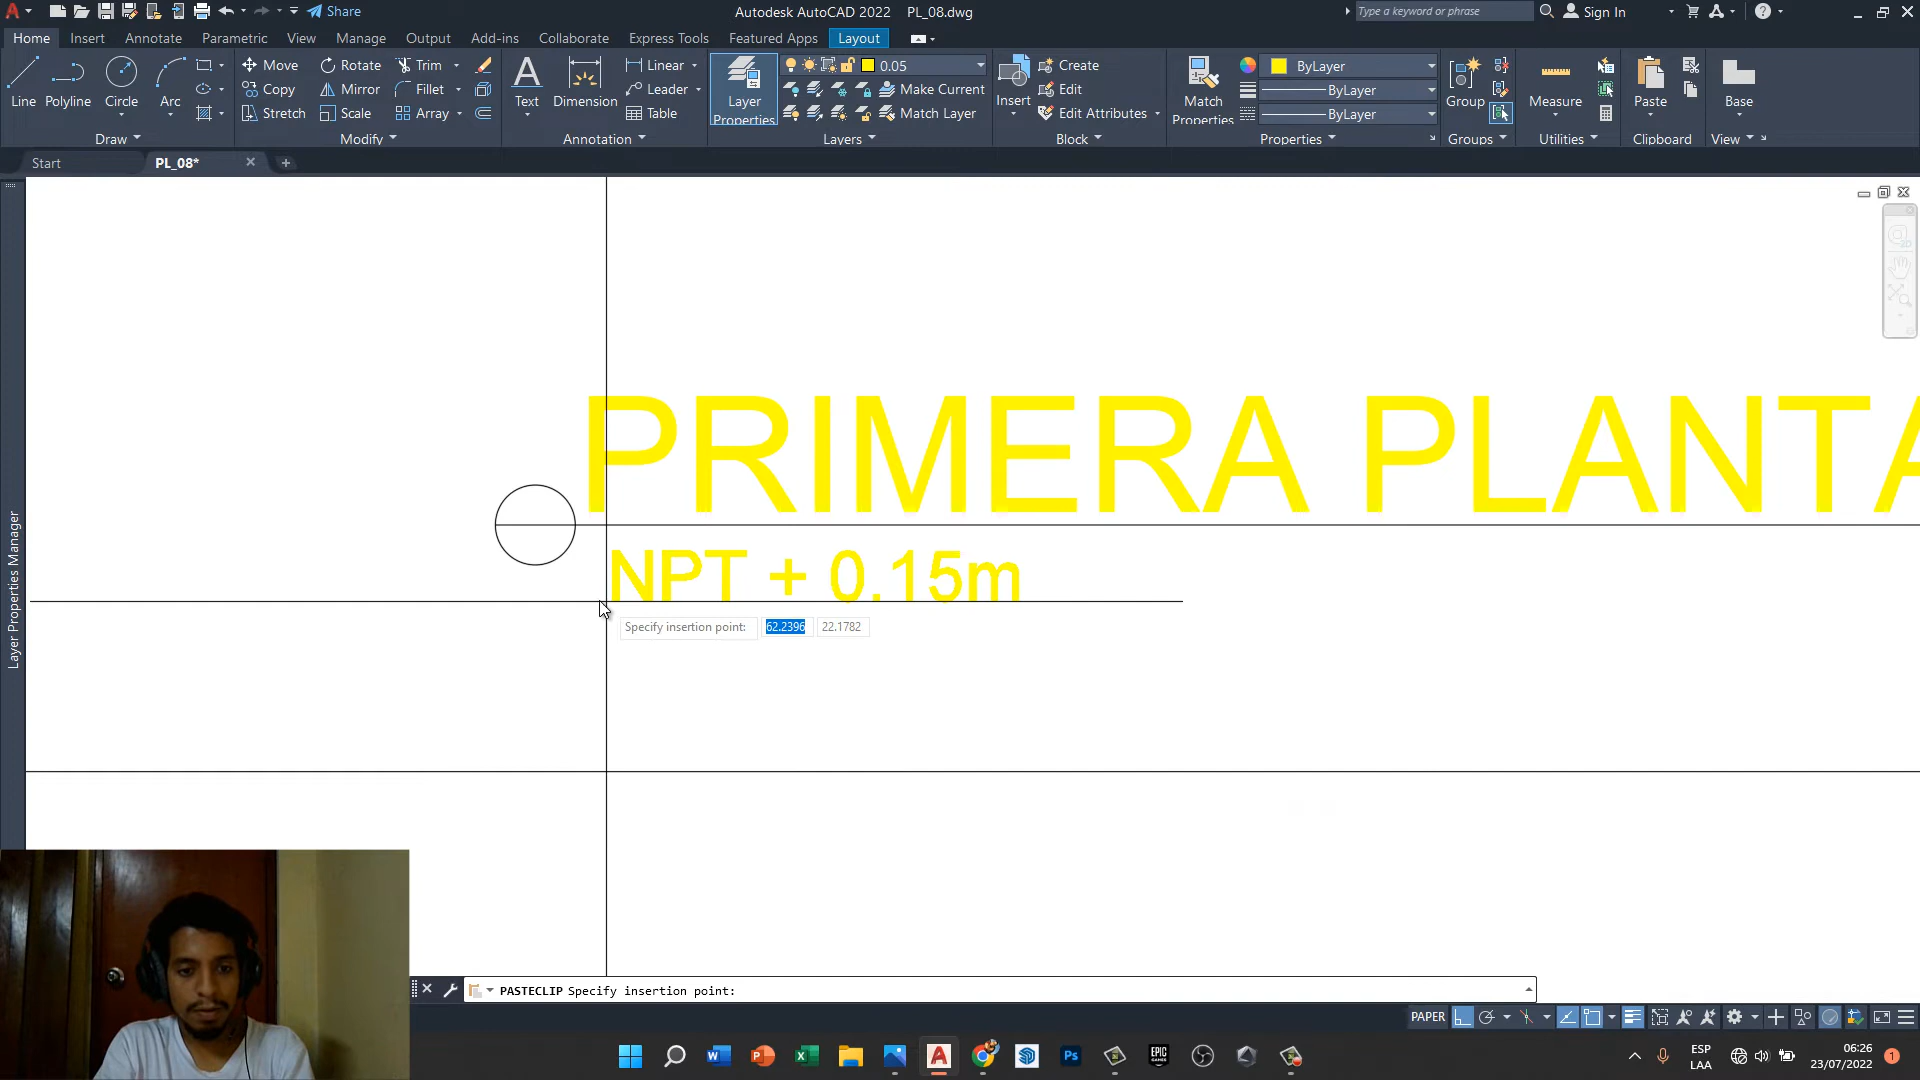 Share
Autodesk AutoCAD 2022 PL_08.dwg
Type a keyword or phrase
Sign In
Home Insert Annotate Parametric View Manage Output Add-ins Collaborate Express Tools Featured Apps Layout
Line Polyline Circle Arc
Move Rotate Trim
Copy Mirror Fillet
Stretch Scale Array
Text Dimension
Linear
Leader
Table
Layer Properties
0.05
Make Current
Match Layer
Insert
Create
Edit
Edit Attributes
Match Properties
ByLayer
ByLayer
ByLayer
Group
Measure
Paste
Base
Draw Modify Annotation Layers Block Properties Groups Utilities Clipboard View
Start PL_08*
PRIMERA PLANTA
NPT + 0.15m
Specify insertion point: 62.2396 22.1782
Layer Properties Manager
PASTECLIP Specify insertion point:
PAPER
ESP
LAA
06:26
23/07/2022
1